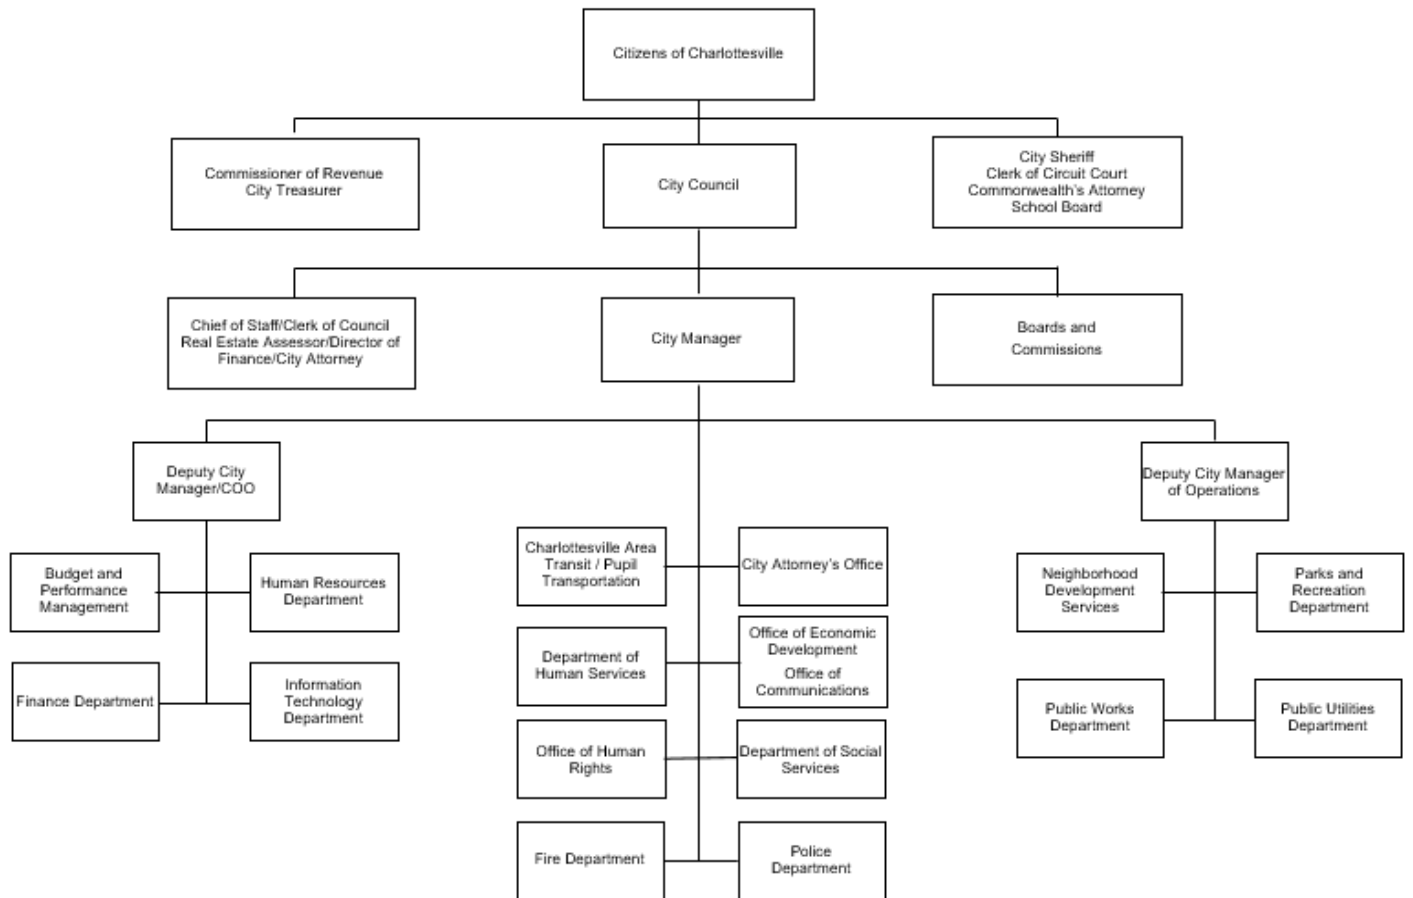 Citizens of Charlottesville
Commissioner of Revenue
City Treasurer
City Council
City Sheriff
Clerk of Circuit Court
Commonwealth's Attorney
School Board
Chief of Staff/Clerk of Council
Real Estate Assessor/Director of
Finance/City Attorney
City Manager
Boards and
Commissions
Deputy City
Manager/COO
Deputy City Manager
of Operations
Budget and
Performance
Management
Human Resources
Department
Finance Department
Information
Technology
Department
Charlottesville Area
Transit / Pupil
Transportation
City Attorney's Office
Department of
Human Services
Office of Economic
Development
Office of
Communications
Office of Human
Rights
Department of Social
Services
Fire Department
Police
Department
Neighborhood
Development
Services
Parks and
Recreation
Department
Public Works
Department
Public Utilities
Department